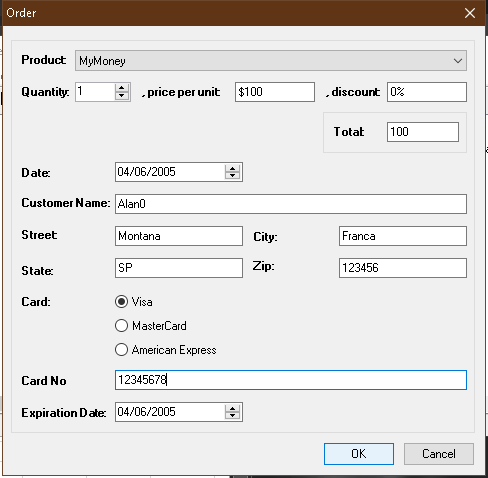 Order
Product: MyMoney
Quantity: 1 , price per unit: $100 , discount: 0%
Total: 100
Date: 04/06/2005
Customer Name: Alan0
Street: Montana City: Franca
State: SP Zip: 123456
Card: Visa
MasterCard
American Express
Card No 12345678
Expiration Date: 04/06/2005
OK Cancel